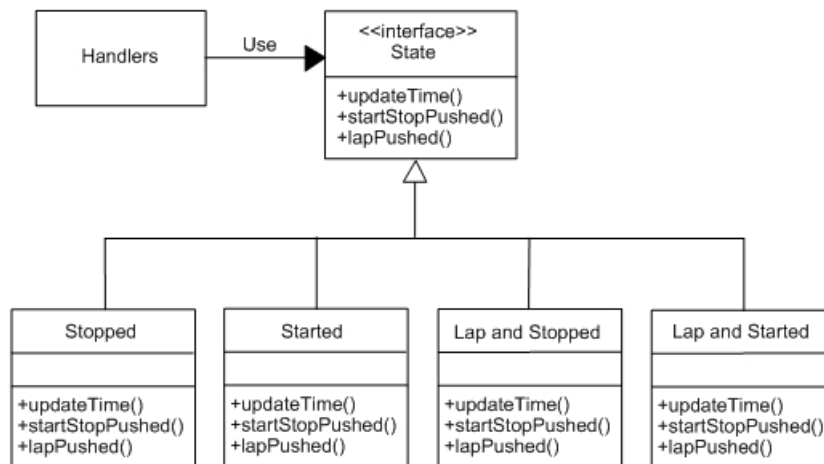 Handlers
Use
<<interface>>
State
+updateTime()
+startStopPushed()
+lapPushed()
Stopped
+updateTime()
+startStopPushed()
+lapPushed()
Started
+updateTime()
+startStopPushed()
+lapPushed()
Lap and Stopped
+updateTime()
+startStopPushed()
+lapPushed()
Lap and Started
+updateTime()
+startStopPushed()
+lapPushed()